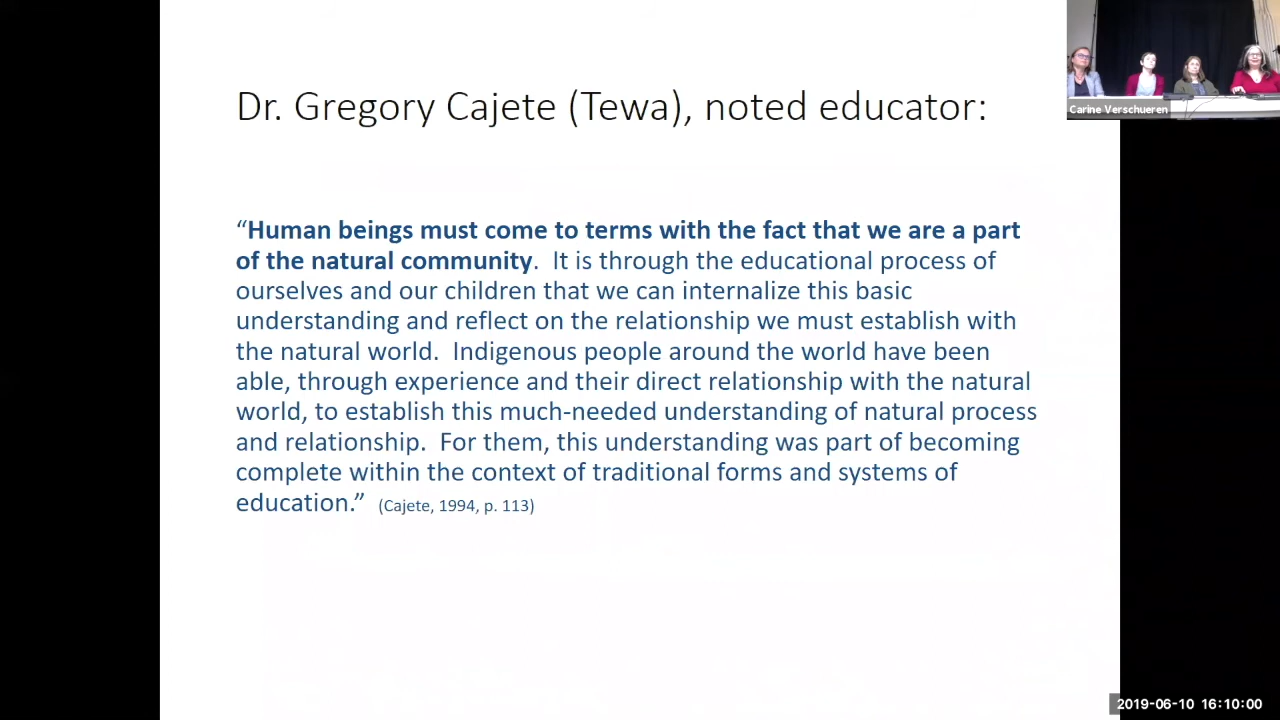 Dr. Gregory Cajete (Tewa), noted educator:
“Human beings must come to terms with the fact that we are a part
of the natural community.  It is through the educational process of
ourselves and our children that we can internalize this basic
understanding and reflect on the relationship we must establish with
the natural world.  Indigenous people around the world have been
able, through experience and their direct relationship with the natural
world, to establish this much-needed understanding of natural process
and relationship.  For them, this understanding was part of becoming
complete within the context of traditional forms and systems of
education.”  (Cajete, 1994, p. 113)
Carine Verschueren
2019-06-10 16:10:00